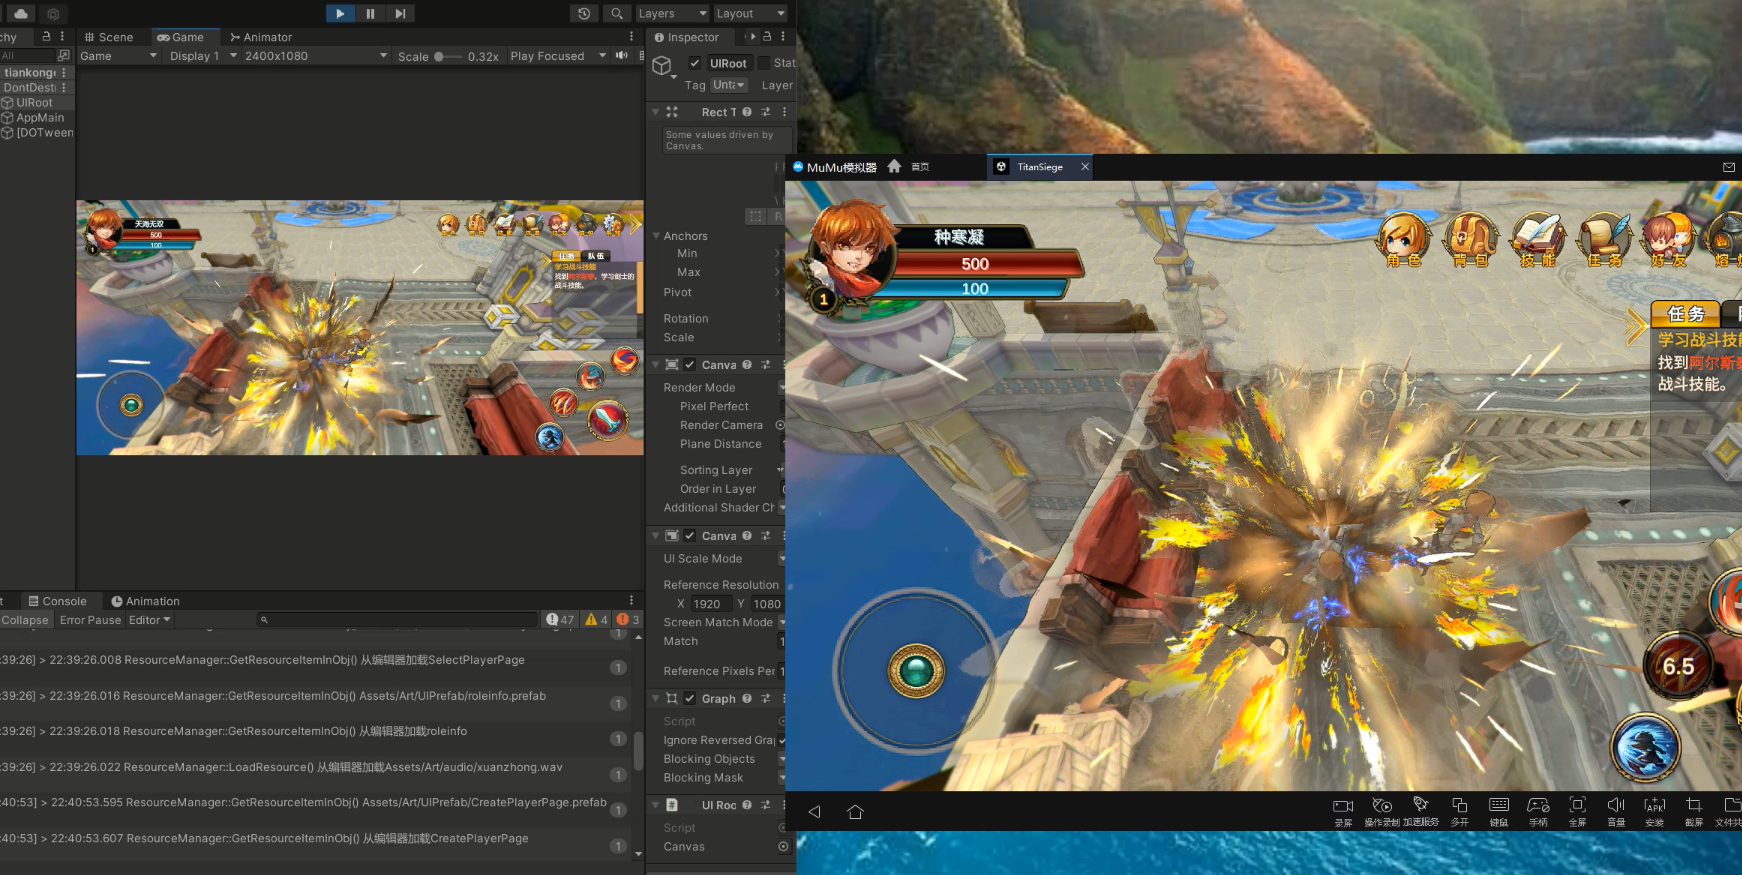 Layers
Layout
Scene
Game
Animator
Game
Display 1
2400x1080
Scale
0.32x
Play Focused
All
DontDest
UIRoot
AppMain
[DOTween
天海无双
500
100
1
任务
队伍
学习战斗技能
找到阿尔斯泰，学习剑士的
战斗技能。
Console
Animation
Collapse
Error Pause
Editor
47
4
3
:39:26] > 22:39:26.008 ResourceManager::GetResourceItemInObj() 从编辑器加载SelectPlayerPage
1
:39:26] > 22:39:26.016 ResourceManager::GetResourceItemInObj() Assets/Art/UIPrefab/roleinfo.prefab
1
:39:26] > 22:39:26.018 ResourceManager::GetResourceItemInObj() 从编辑器加载roleinfo
1
:39:26] > 22:39:26.022 ResourceManager::LoadResource() 从编辑器加载Assets/Art/audio/xuanzhong.wav
1
:40:53] > 22:40:53.595 ResourceManager::GetResourceItemInObj() Assets/Art/UIPrefab/CreatePlayerPage.prefab
1
:40:53] > 22:40:53.607 ResourceManager::GetResourceItemInObj() 从编辑器加载CreatePlayerPage
1
Inspector
UIRoot
Stat
Tag
Unta
Layer
Rect T
Some values driven by
Canvas.
Anchors
Min
Max
Pivot
Rotation
Scale
Canva
Render Mode
Pixel Perfect
Render Camera
Plane Distance
Sorting Layer
Order in Layer
Additional Shader Ch
Canva
UI Scale Mode
Reference Resolution
X 1920 Y 1080
Screen Match Mode
Match
Reference Pixels Per
Graph
Script
Ignore Reversed Gra
Blocking Objects
Blocking Mask
UI Roo
Script
Canvas
MuMu模拟器
首页
TitanSiege
种寒凝
500
100
1
角色
背包
技能
任务
好友
任务
学习战斗技能
找到阿尔斯泰
战斗技能。
6.5
录屏
操作录制
加速服务
多开
键鼠
手柄
全屏
音量
安装
截屏
文件共